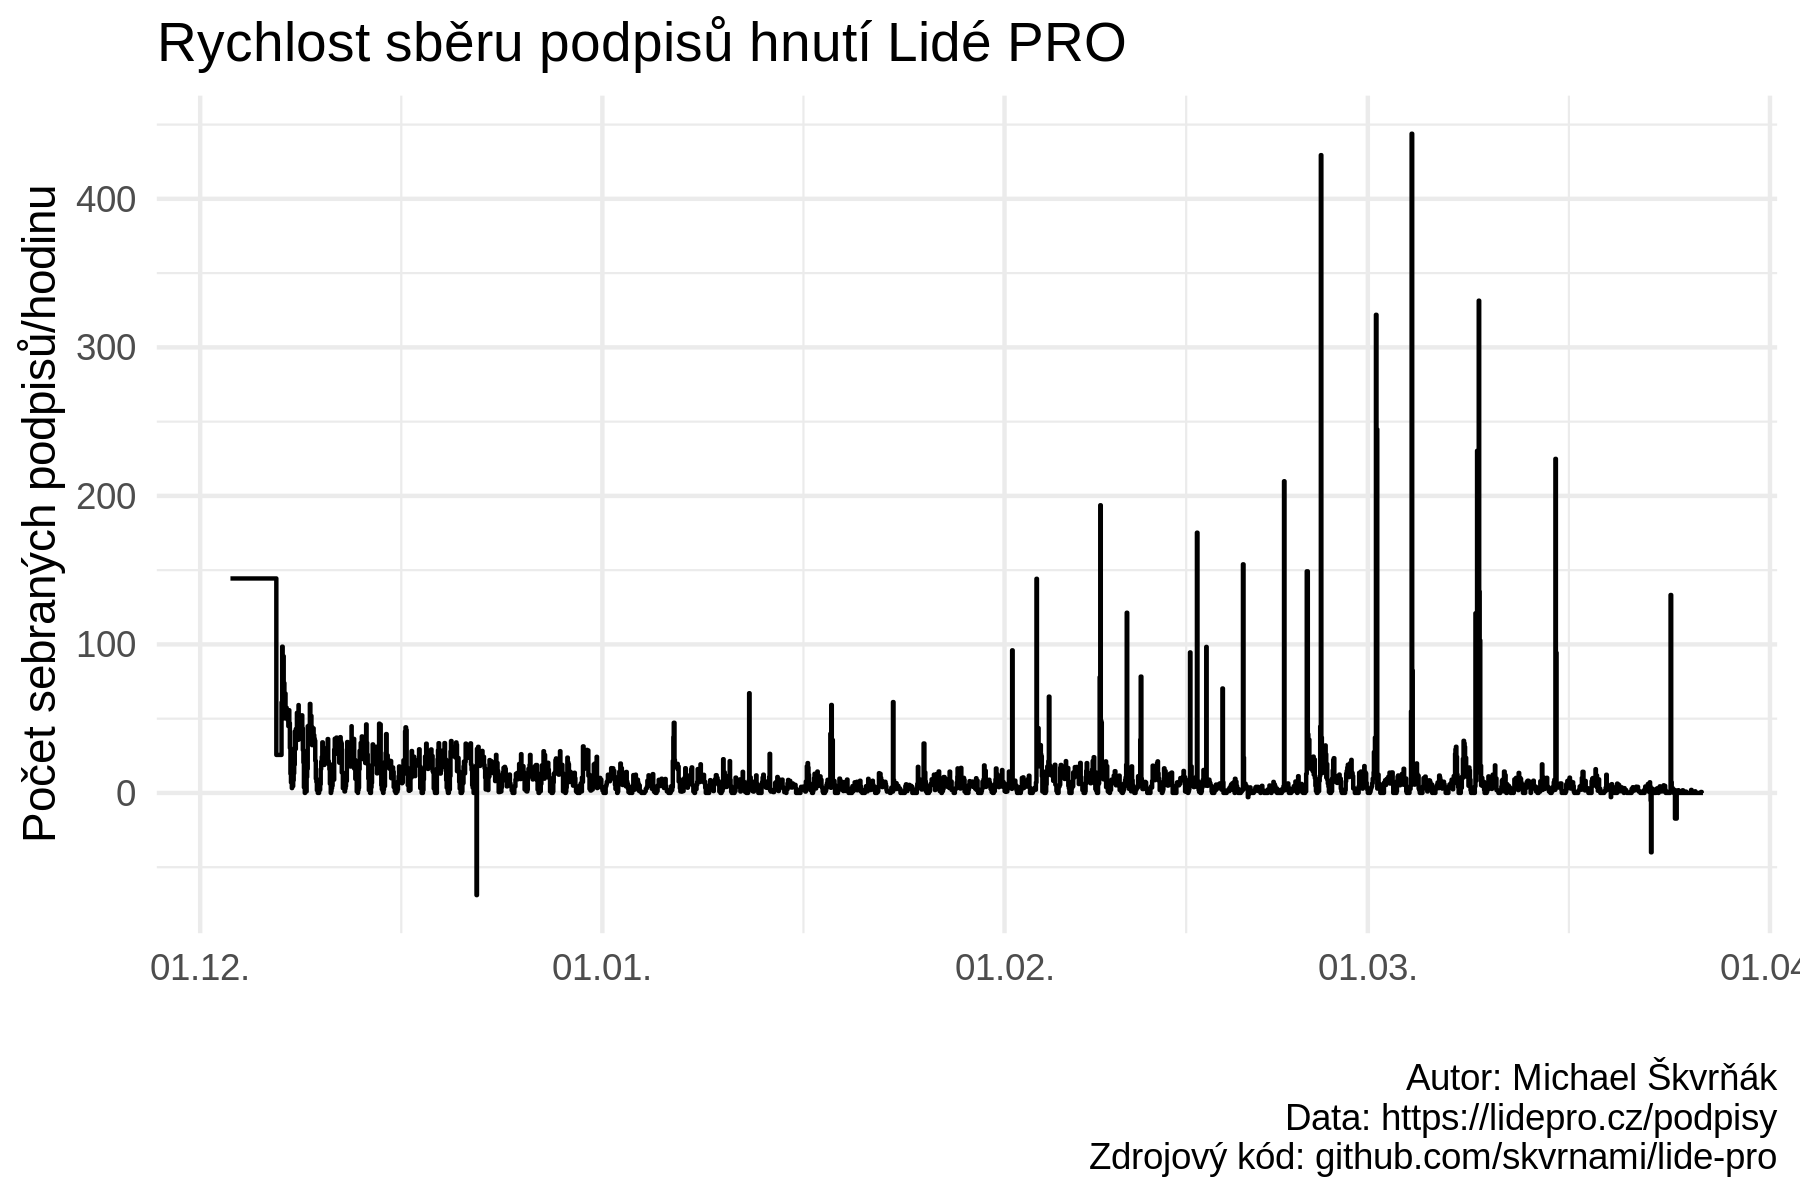 Rychlost sběru podpisů hnutí Lidé PRO
Počet sebraných podpisů/hodinu
400
300
200
100
0
01.12.
01.01.
01.02.
01.03.
01.04
Autor: Michael Škvrňák
Data: https://lidepro.cz/podpisy
Zdrojový kód: github.com/skvrnami/lide-pro